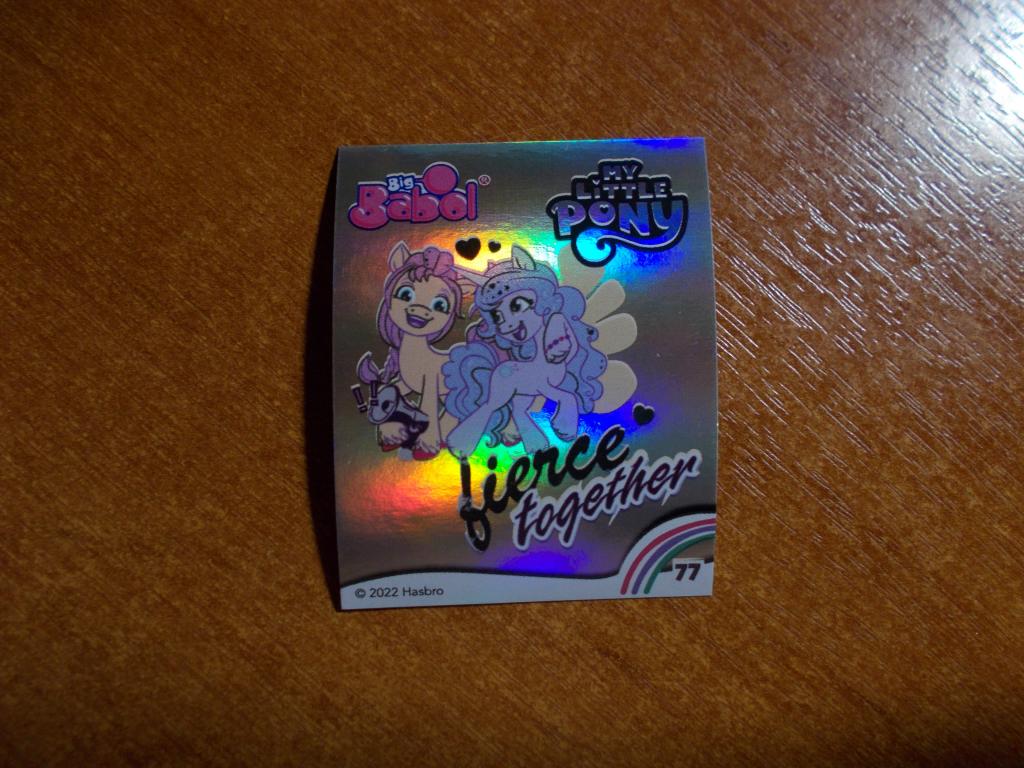 Big Babol®
MY LITTLE PONY
!!
fierce
together
77
© 2022 Hasbro